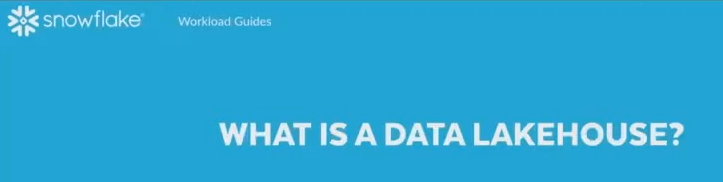 snowflake®
Workload Guides
WHAT IS A DATA LAKEHOUSE?